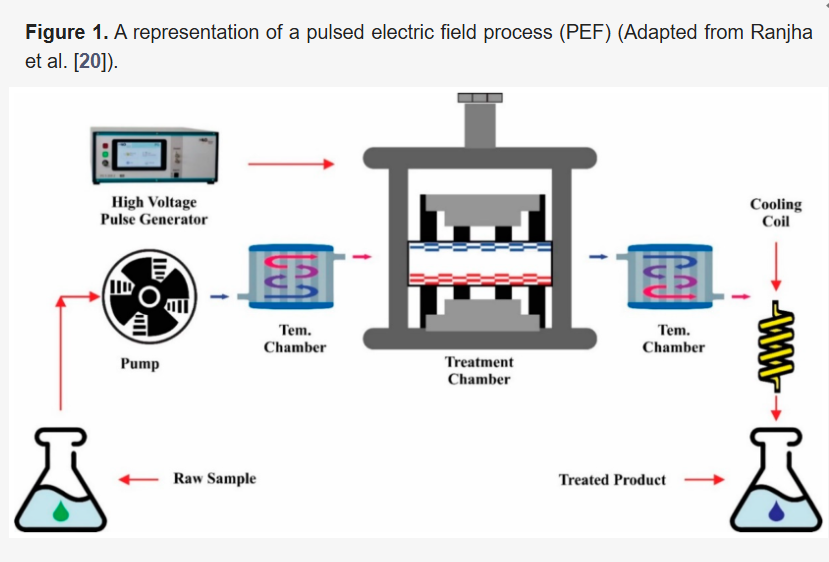 Figure 1. A representation of a pulsed electric field process (PEF) (Adapted from Ranjha
et al. [20]).
High Voltage
Pulse Generator
Cooling
Coil
Tem.
Chamber
Tem.
Chamber
Pump
Treatment
Chamber
Raw Sample
Treated Product